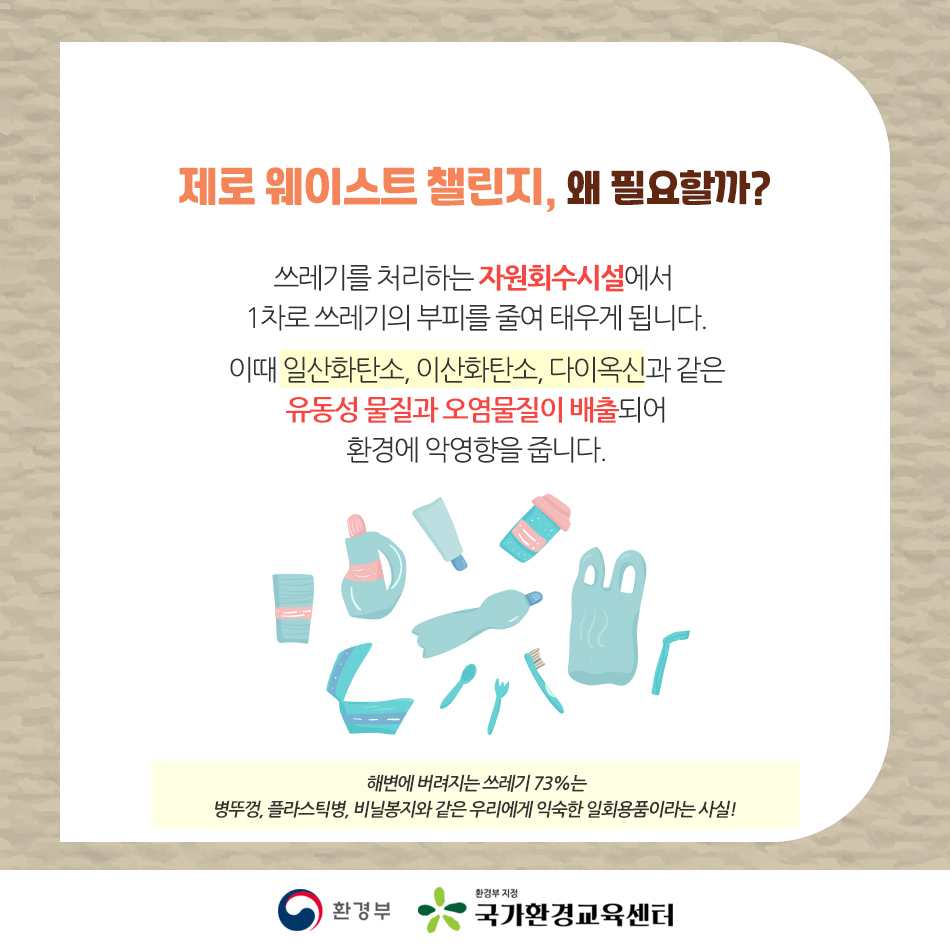 제로 웨이스트 챌린지, 왜 필요할까?
쓰레기를 처리하는 자원회수시설에서
1차로 쓰레기의 부피를 줄여 태우게 됩니다.
이때 일산화탄소, 이산화탄소, 다이옥신과 같은
유동성 물질과 오염물질이 배출되어
환경에 악영향을 줍니다.
해변에 버려지는 쓰레기 73%는
병뚜껑, 플라스틱병, 비닐봉지와 같은 우리에게 익숙한 일회용품이라는 사실!
환경부
환경부 지정
국가환경교육센터